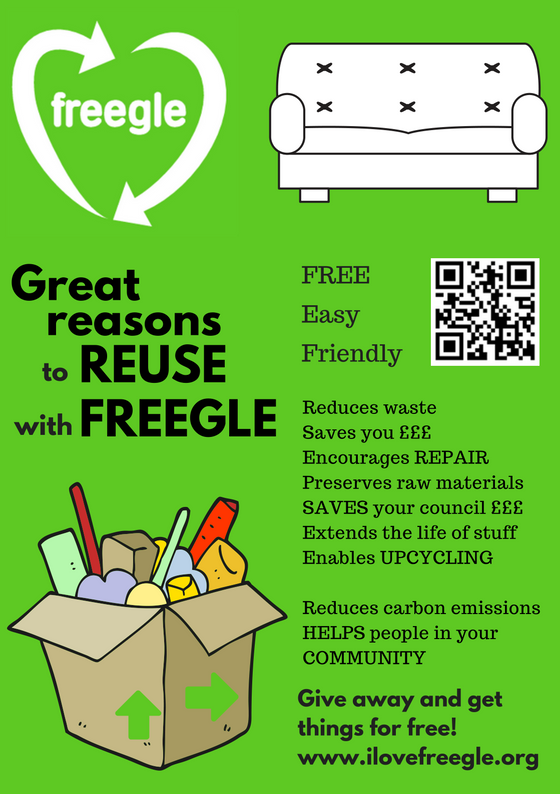 freegle
Great
reasons
to REUSE
with FREEGLE
FREE
Easy
Friendly
Reduces waste
Saves you £££
Encourages REPAIR
Preserves raw materials
SAVES your council £££
Extends the life of stuff
Enables UPCYCLING
Reduces carbon emissions
HELPS people in your
COMMUNITY
Give away and get
things for free!
www.ilovefreegle.org